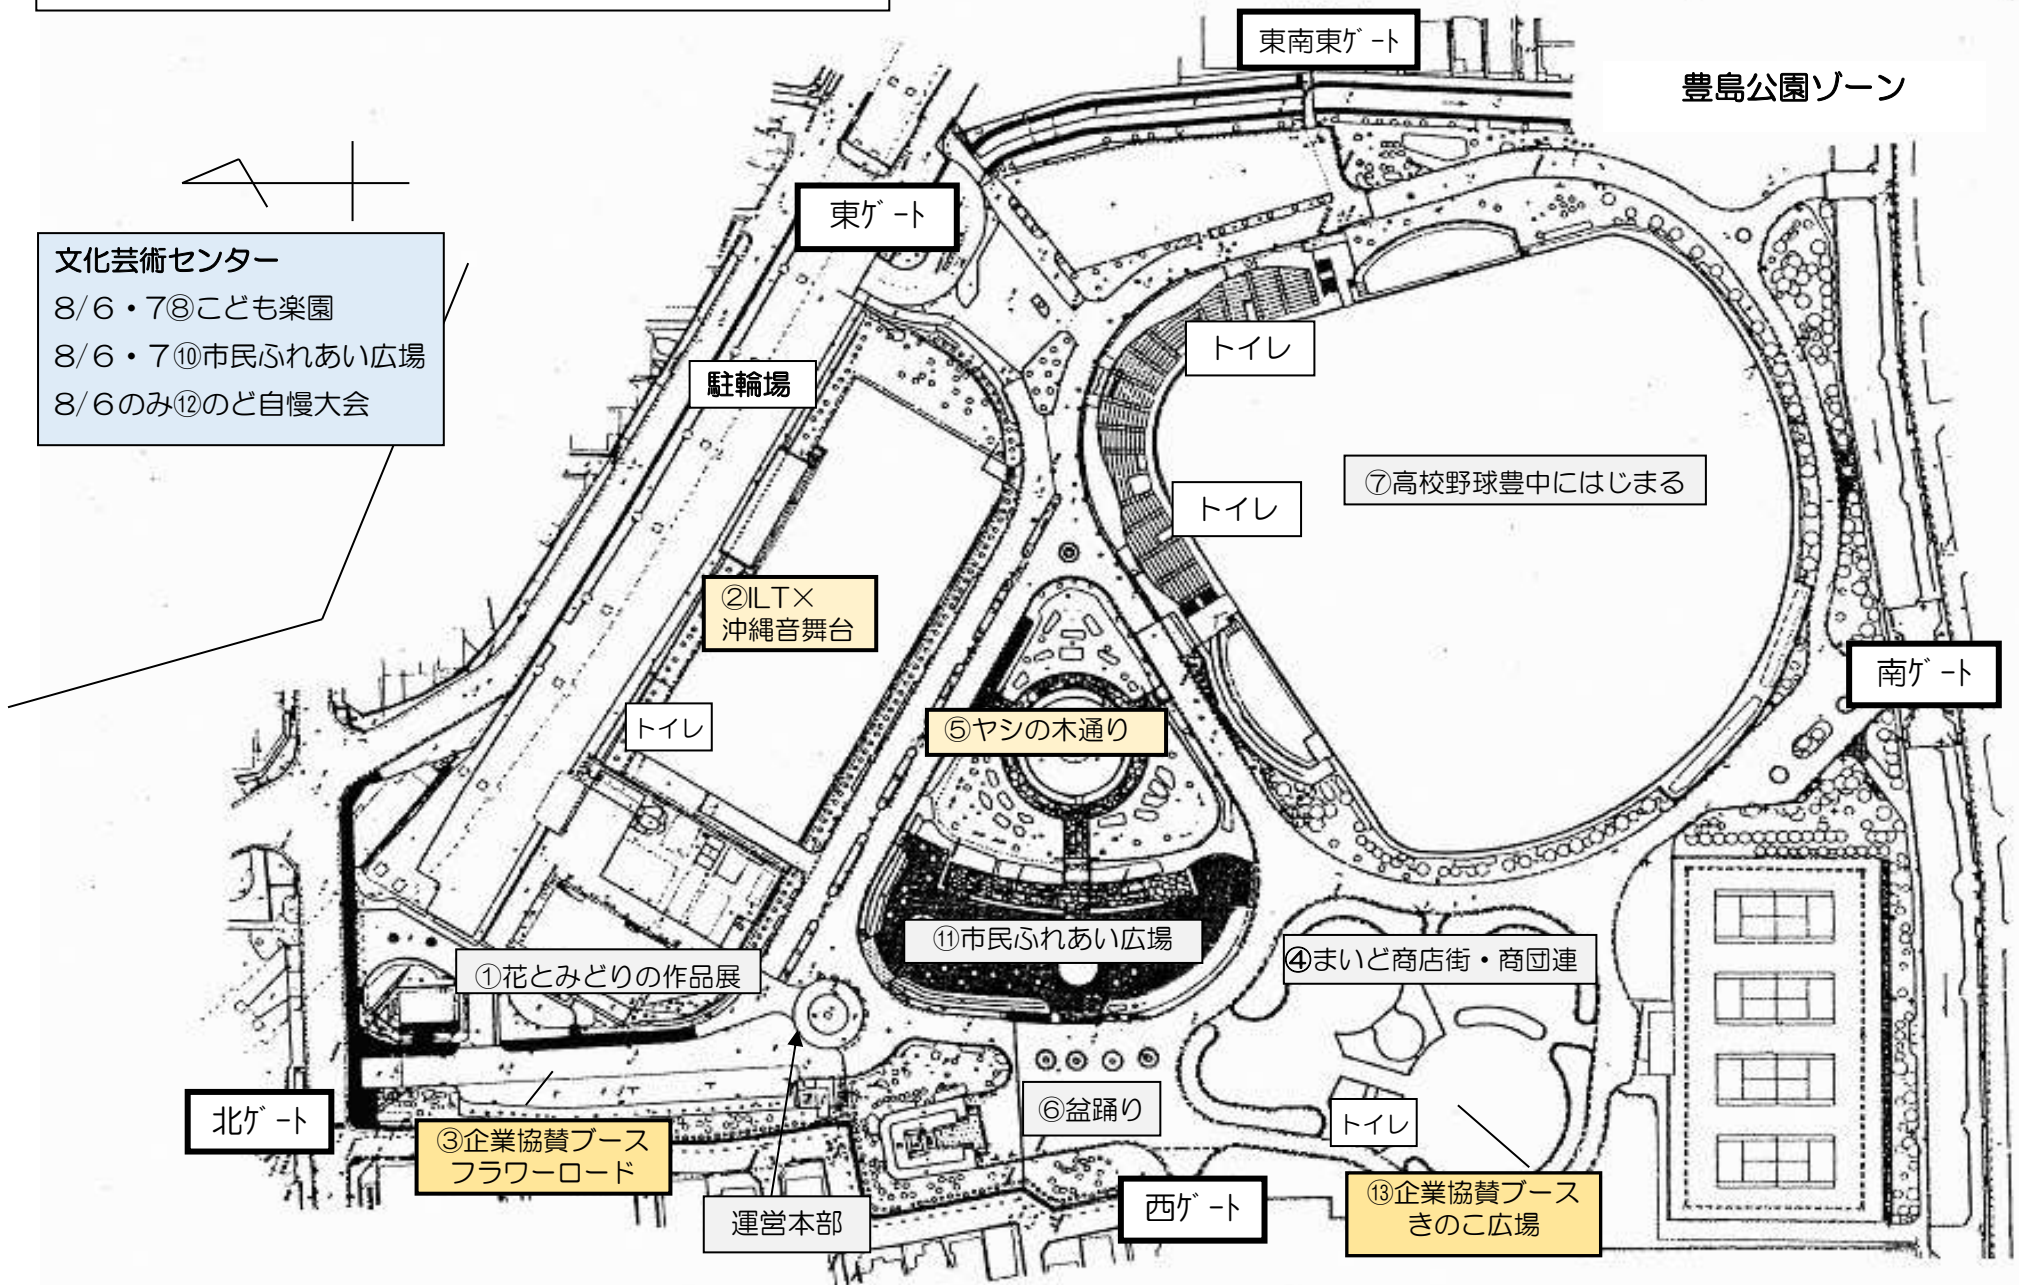 東南東ｹﾞｰﾄ
豊島公園ゾーン
東ｹﾞｰﾄ
文化芸術センター
8/6・7⑧こども楽園
8/6・7⑩市民ふれあい広場
8/6のみ⑫のど自慢大会
トイレ
駐輪場
⑦高校野球豊中にはじまる
トイレ
②ILT×
沖縄音舞台
南ｹﾞｰﾄ
トイレ
⑤ヤシの木通り
⑪市民ふれあい広場
④まいど商店街・商団連
①花とみどりの作品展
北ｹﾞｰﾄ
⑥盆踊り
トイレ
③企業協賛ブース
フラワーロード
運営本部
西ｹﾞｰﾄ
⑬企業協賛ブース
きのこ広場